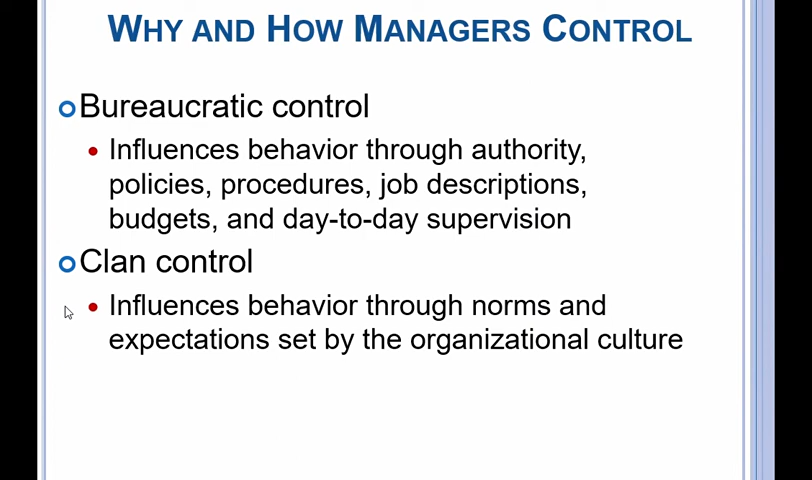 WHY AND HOW MANAGERS CONTROL
Bureaucratic control
Influences behavior through authority,
policies, procedures, job descriptions,
budgets, and day-to-day supervision
Clan control
Influences behavior through norms and
expectations set by the organizational culture